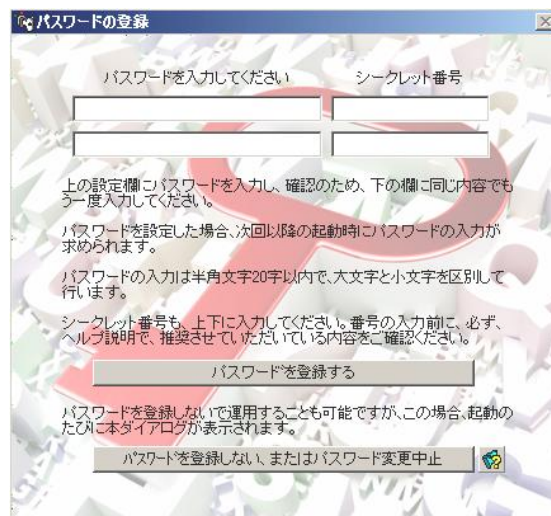 パスワードの登録
パスワードを入力してください シークレット番号
上の設定欄にパスワードを入力し、確認のため、下の欄に同じ内容でも
う一度入力してください。
パスワードを設定した場合、次回以降の起動時にパスワードの入力が
求められます。
パスワードの入力は半角文字20字以内で、大文字と小文字を区別して
行います。
シークレット番号も、上下に入力してください。番号の入力前に、必ず、
ヘルプ説明で、推奨させていただいている内容をご確認ください。
パスワードを登録する
パスワードを登録しないで運用することも可能ですが、この場合、起動の
たびに本ダイアログが表示されます。
パスワードを登録しない、またはパスワード変更中止